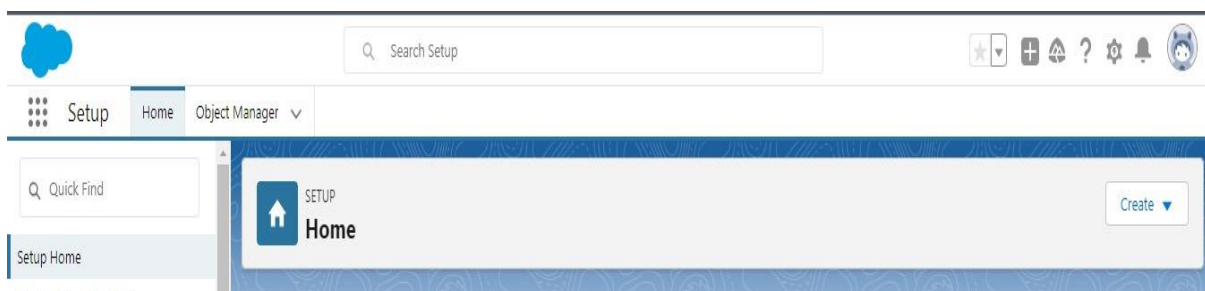 Search Setup
Setup Home Object Manager
Quick Find
SETUP
Home
Create
Setup Home